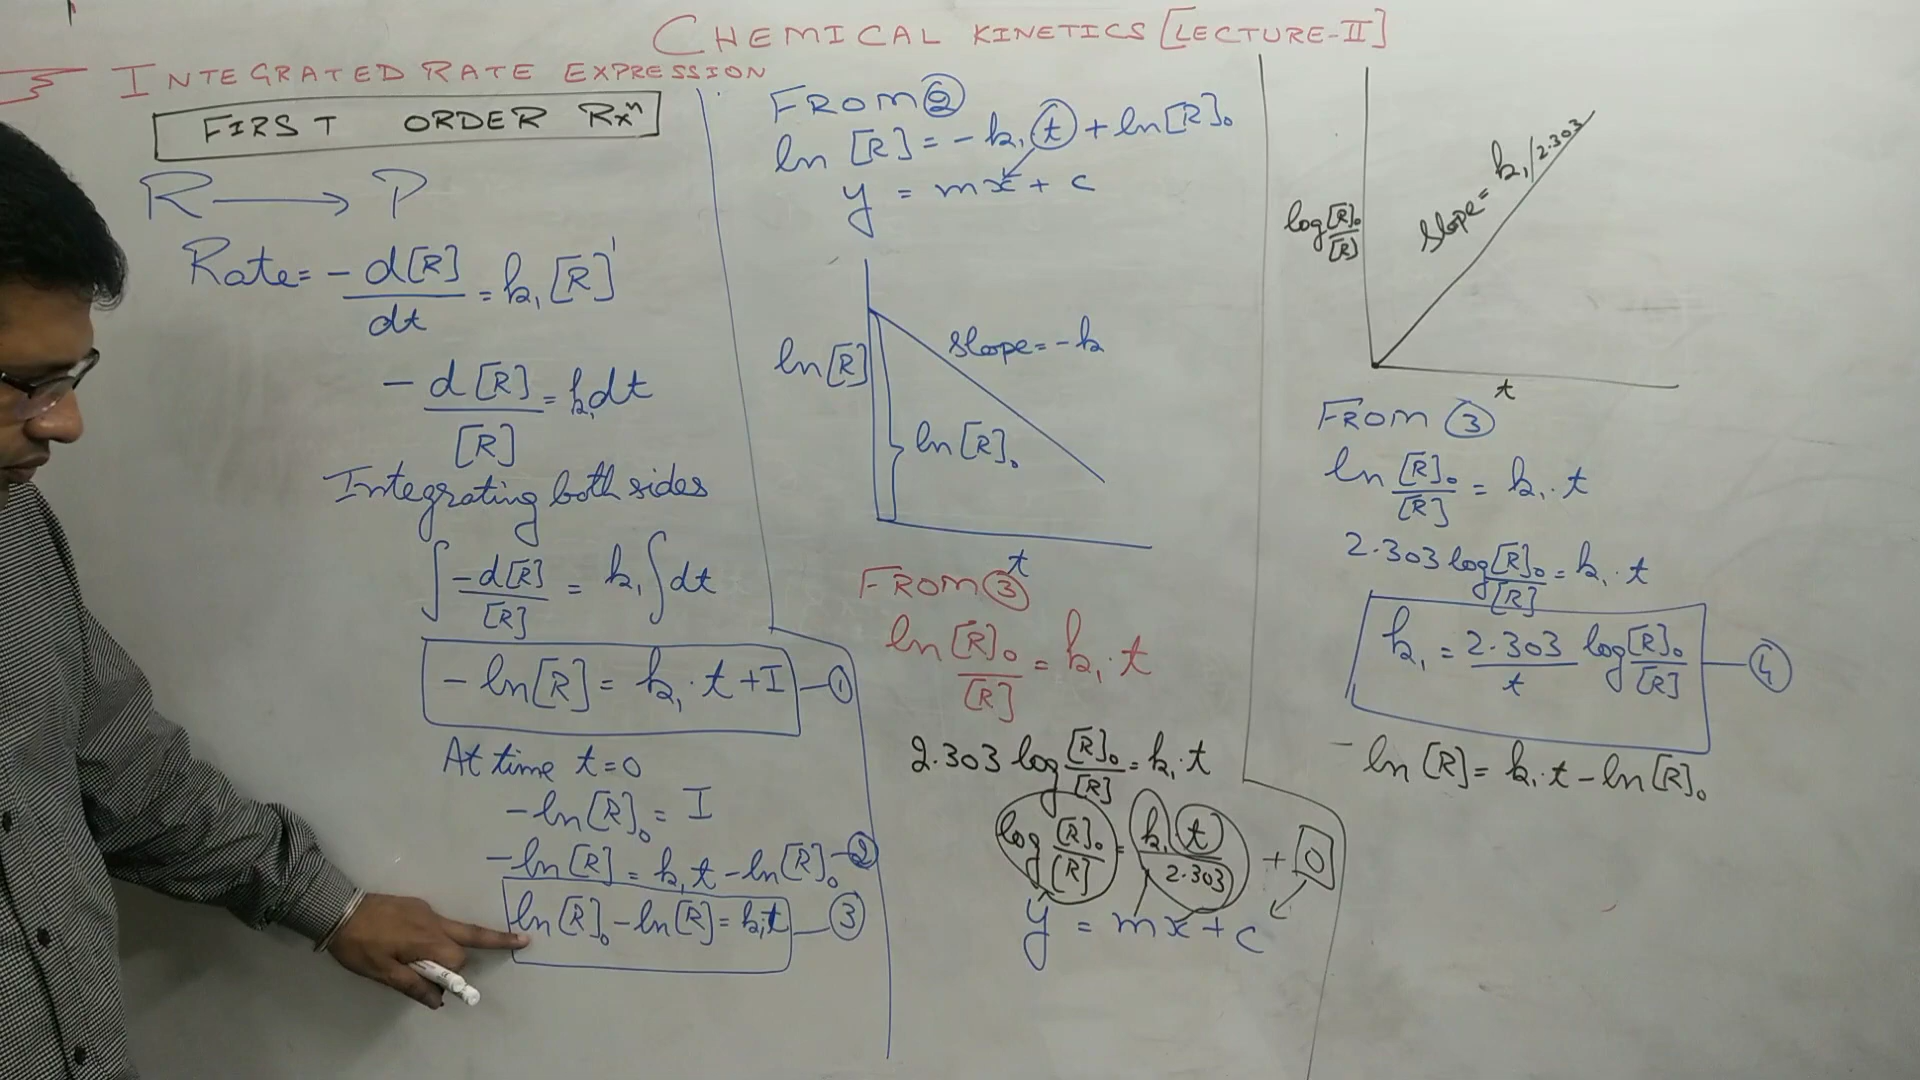 CHEMICAL KINETICS [LECTURE-II]
INTEGRATED RATE EXPRESSION
FIRST ORDER Rxⁿ
R → P
Rate = - d[R]/dt = k₁[R]¹
- d[R]/[R] = k₁dt
Integrating both sides
∫ -d[R]/[R] = k₁∫dt
-ln[R] = k₁·t + I —①
At time t=0
-ln[R]₀ = I
-ln[R] = k₁t - ln[R]₀ —②
ln[R]₀ - ln[R] = k₁t —③
FROM ②
ln [R] = -k₁t + ln[R]₀
y = mx + c
ln[R]
slope = -k
ln[R]₀
t
FROM ③
ln [R]₀/[R] = k₁·t
2.303 log [R]₀/[R] = k₁·t
log [R]₀/[R] = k₁t/2.303 + 0
y = mx + c
log [R]₀/[R]
slope = k₁/2.303
t
FROM ③
ln [R]₀/[R] = k₁·t
2.303 log [R]₀/[R] = k₁·t
k₁ = 2.303/t log [R]₀/[R] —④
-ln [R] = k₁·t - ln[R]₀